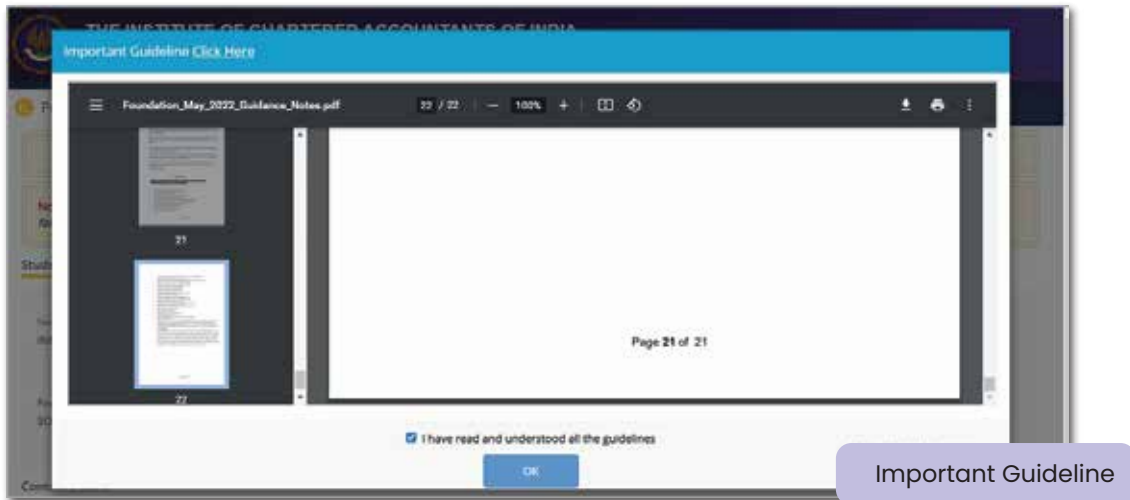 THE INSTITUTE OF CHARTERED ACCOUNTANTS OF INDIA
Important Guideline Click Here
Foundation_May_2022_Guidance_Notes.pdf
22 / 22
100%
21
22
Page 21 of 21
I have read and understood all the guidelines
OK
Important Guideline